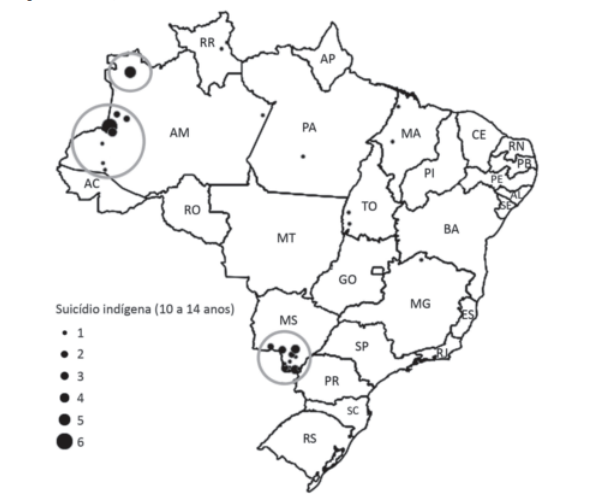 RR
AP
AM
PA
MA
CE
RN
PB
PI
PE
AL
SE
AC
RO
TO
BA
MT
GO
MG
ES
MS
SP
RJ
PR
SC
RS
Suicídio indígena (10 a 14 anos)
1
2
3
4
5
6